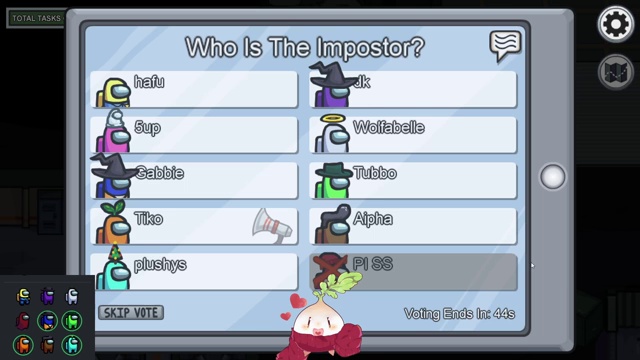 TOTAL TASKS
Who Is The Impostor?
hafu
JK
5up
Wolfabelle
Gabbie
Tubbo
Tiko
Aipha
plushys
PI SS
SKIP VOTE
Voting Ends In: 44s